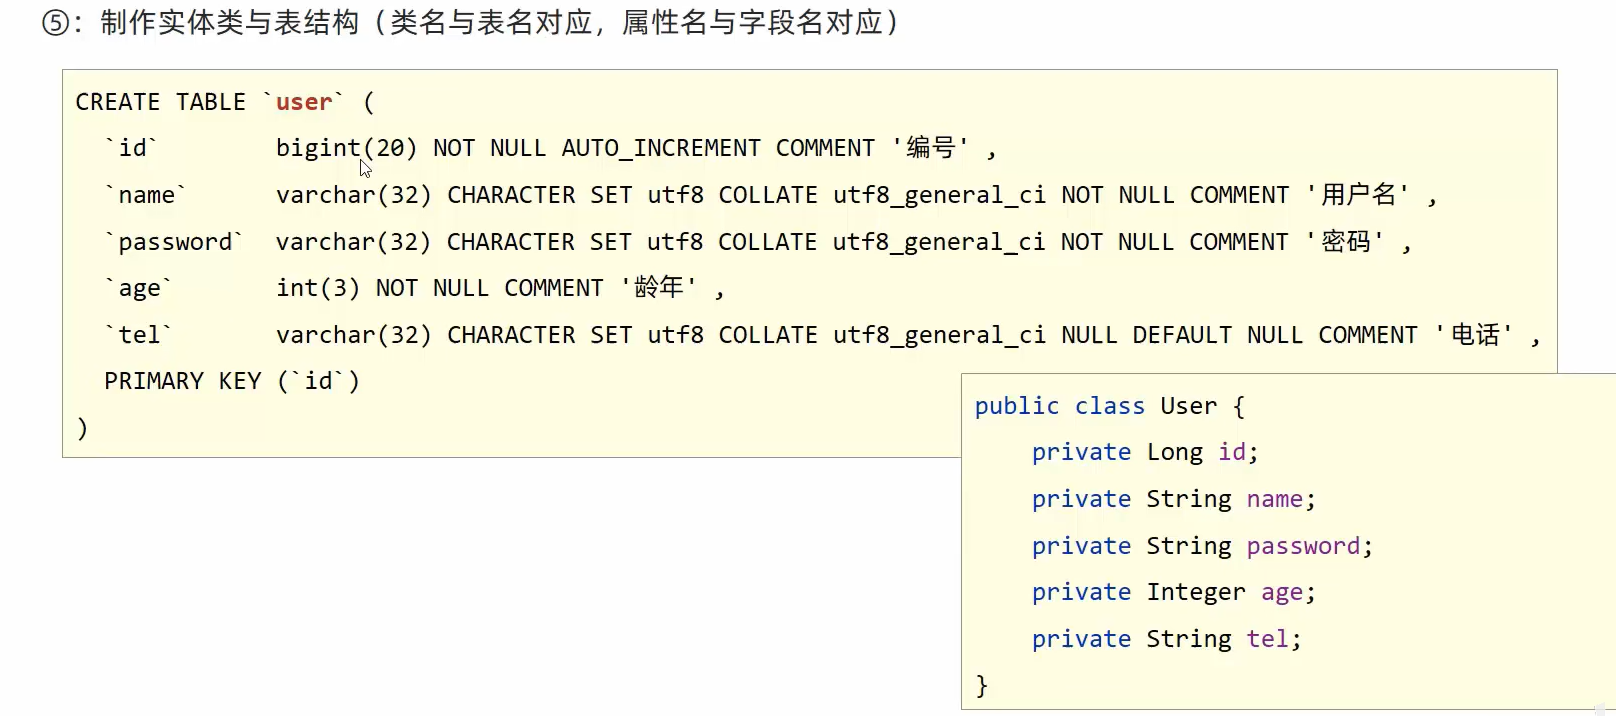 ⑤：制作实体类与表结构（类名与表名对应，属性名与字段名对应）
CREATE TABLE `user` (
`id` bigint(20) NOT NULL AUTO_INCREMENT COMMENT '编号' ,
`name` varchar(32) CHARACTER SET utf8 COLLATE utf8_general_ci NOT NULL COMMENT '用户名' ,
`password` varchar(32) CHARACTER SET utf8 COLLATE utf8_general_ci NOT NULL COMMENT '密码' ,
`age` int(3) NOT NULL COMMENT '龄年' ,
`tel` varchar(32) CHARACTER SET utf8 COLLATE utf8_general_ci NULL DEFAULT NULL COMMENT '电话' ,
PRIMARY KEY (`id`)
)
public class User {
private Long id;
private String name;
private String password;
private Integer age;
private String tel;
}